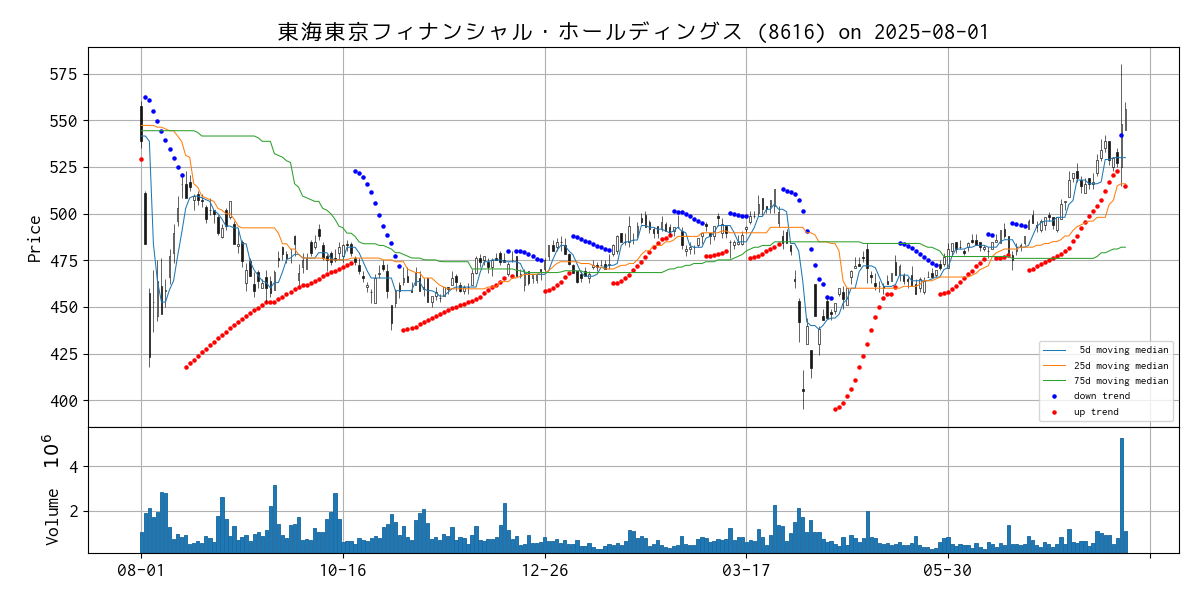 東海東京フィナンシャル・ホールディングス (8616) on 2025-08-01
575
550
525
500
475
450
425
400
Price
5d moving median
25d moving median
75d moving median
down trend
up trend
4
2
Volume 10^6
08-01
10-16
12-26
03-17
05-30